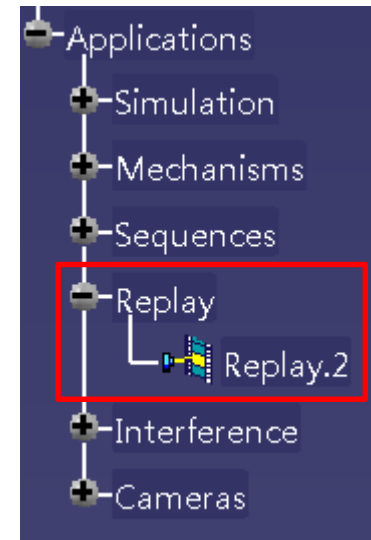 Applications
Simulation
Mechanisms
Sequences
Replay
Replay.2
Interference
Cameras